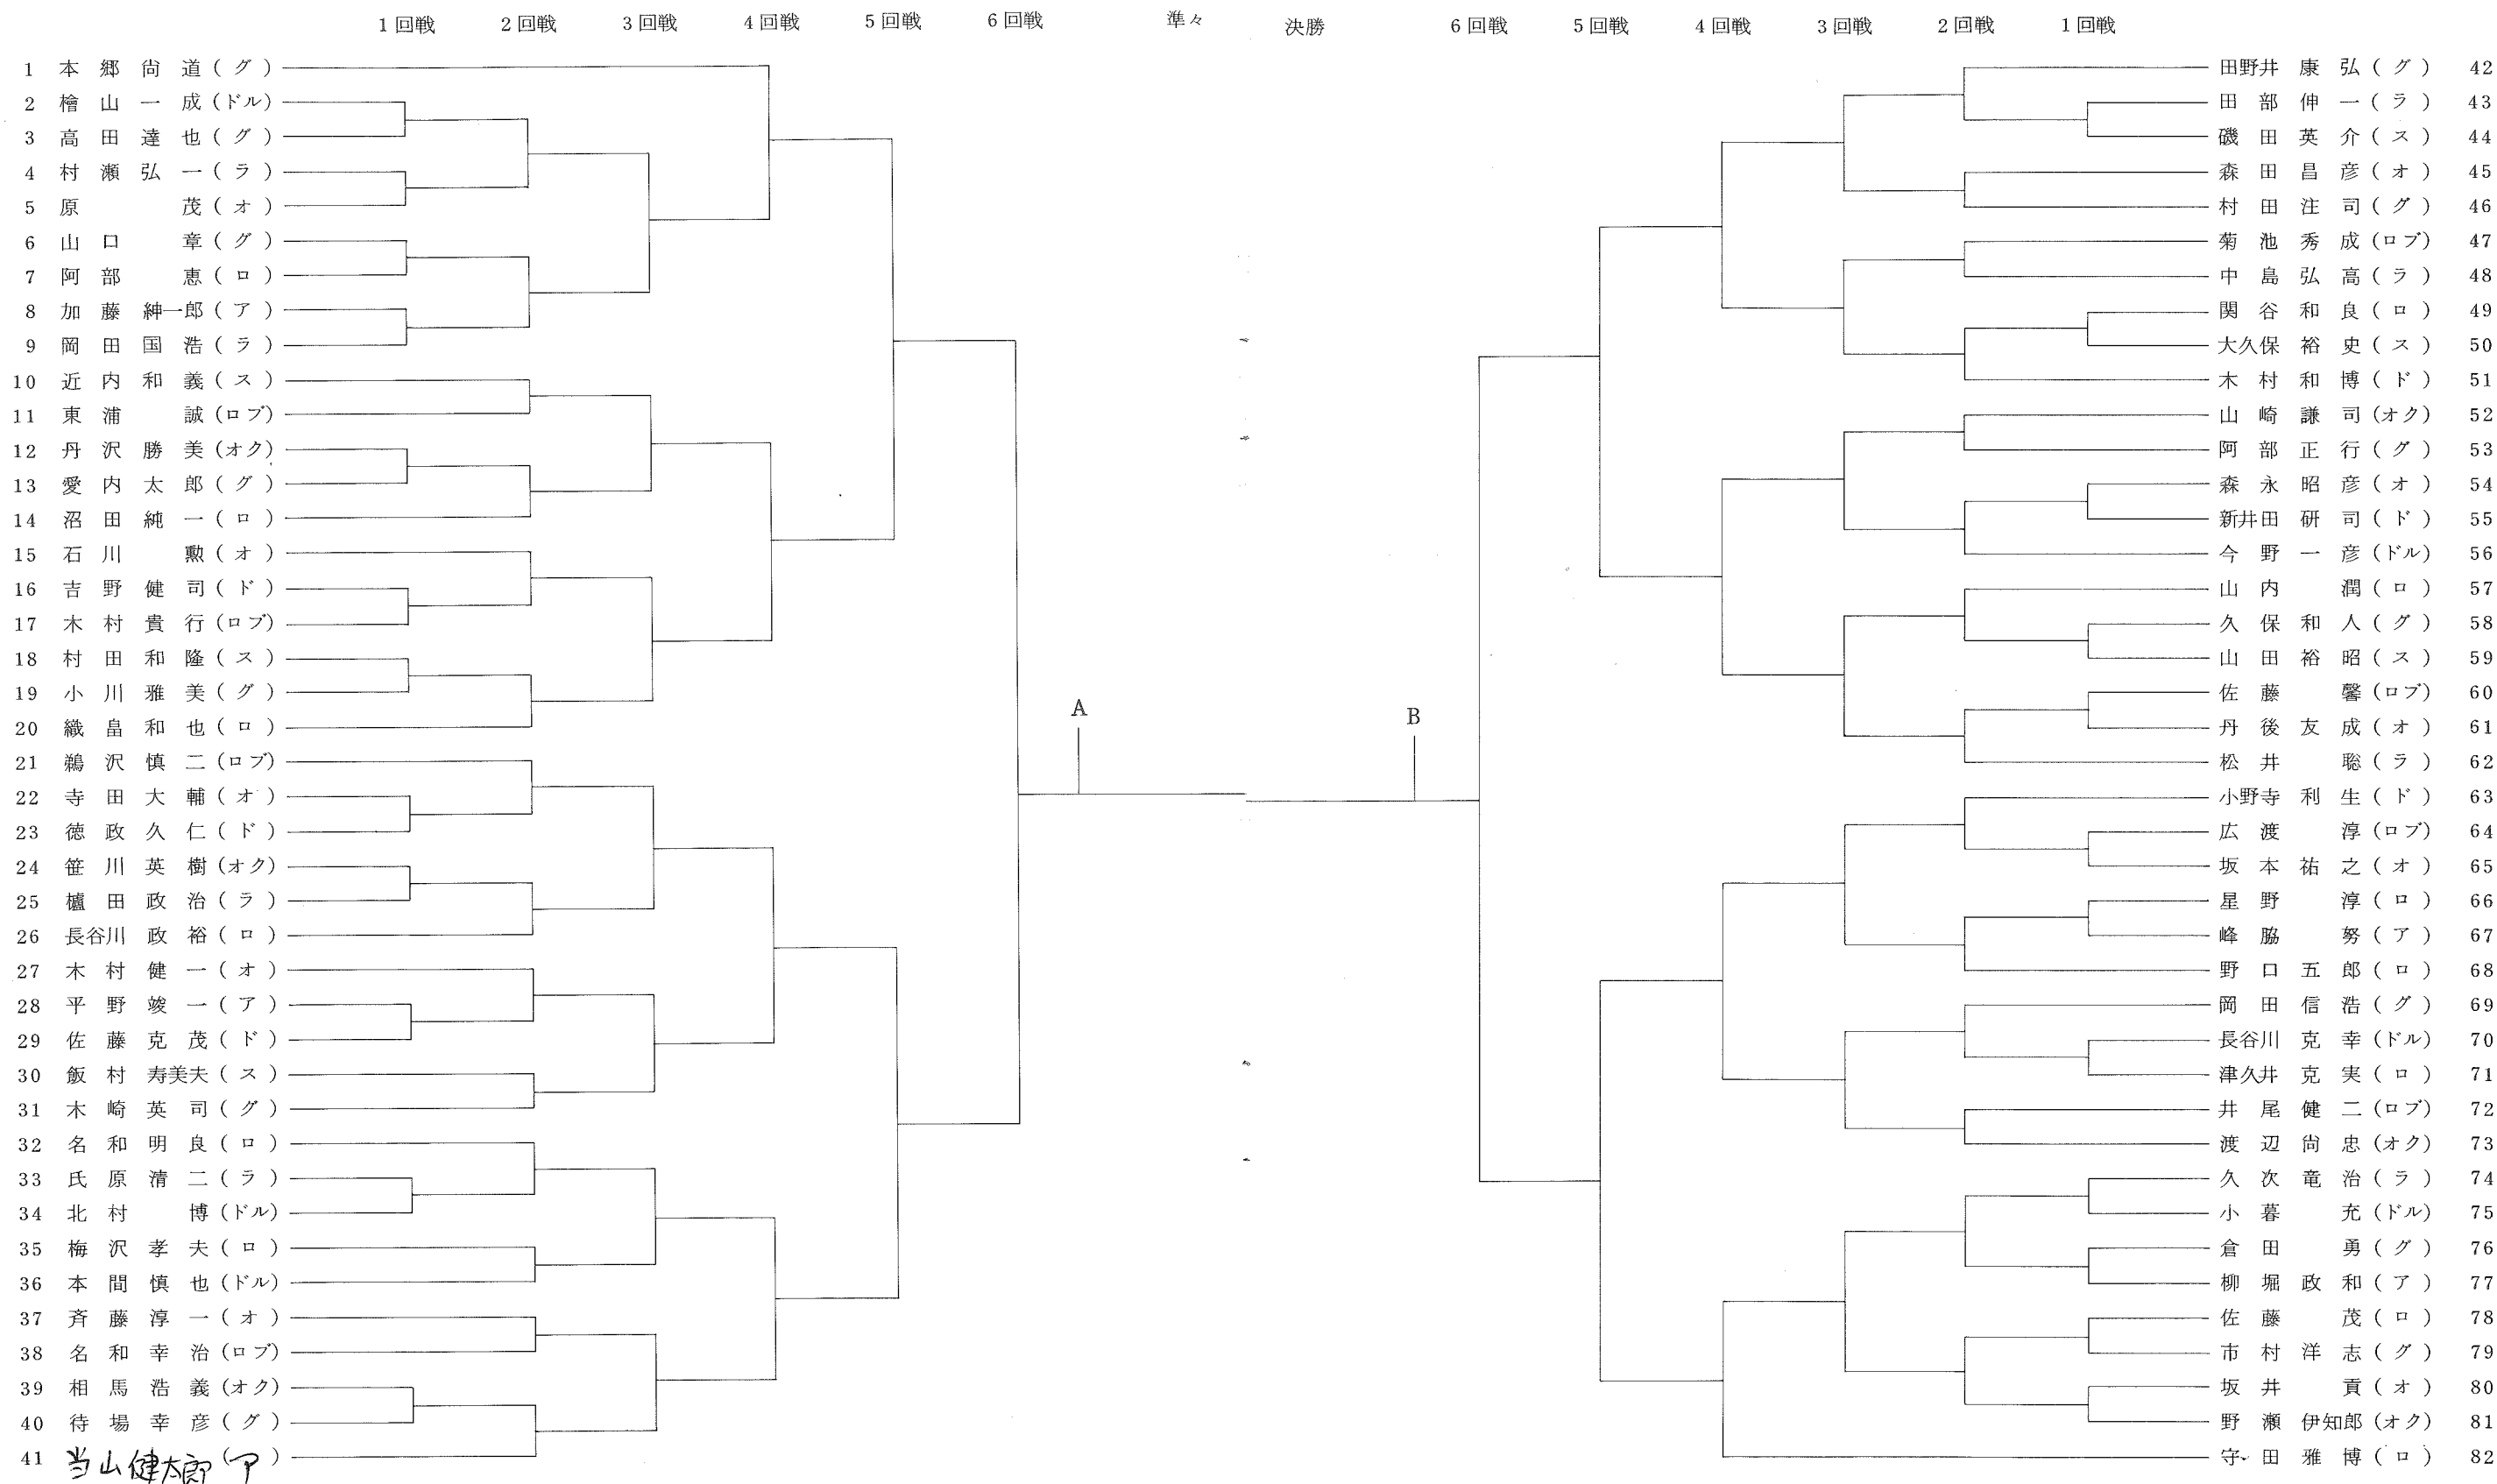 1回戦 2回戦 3回戦 4回戦 5回戦 6回戦 準々 決勝 6回戦 5回戦 4回戦 3回戦 2回戦 1回戦
1 本郷尚道(グ)
2 檜山一成(ドル)
3 高田達也(グ)
4 村瀬弘一(ラ)
5 原茂(オ)
6 山口章(グ)
7 阿部恵(ロ)
8 加藤紳一郎(ア)
9 岡田国浩(ラ)
10 近内和義(ス)
11 東浦誠(ロブ)
12 丹沢勝美(オク)
13 愛内太郎(グ)
14 沼田純一(ロ)
15 石川勲(オ)
16 吉野健司(ド)
17 木村貴行(ロブ)
18 村田和隆(ス)
19 小川雅美(グ)
20 織畠和也(ロ)
21 鵜沢慎二(ロブ)
22 寺田大輔(オ)
23 徳政久仁(ド)
24 笹川英樹(オク)
25 櫨田政治(ラ)
26 長谷川政裕(ロ)
27 木村健一(オ)
28 平野竣一(ア)
29 佐藤克茂(ド)
30 飯村寿美夫(ス)
31 木崎英司(グ)
32 名和明良(ロ)
33 氏原清二(ラ)
34 北村博(ドル)
35 梅沢孝夫(ロ)
36 本間慎也(ドル)
37 斉藤淳一(オ)
38 名和幸治(ロブ)
39 相馬浩義(オク)
40 待場幸彦(グ)
41 当山健太郎(ア)
A
B
田野井康弘(グ) 42
田部伸一(ラ) 43
磯田英介(ス) 44
森田昌彦(オ) 45
村田注司(グ) 46
菊池秀成(ロブ) 47
中島弘高(ラ) 48
関谷和良(ロ) 49
大久保裕史(ス) 50
木村和博(ド) 51
山崎謙司(オク) 52
阿部正行(グ) 53
森永昭彦(オ) 54
新井田研司(ド) 55
今野一彦(ドル) 56
山内潤(ロ) 57
久保和人(グ) 58
山田裕昭(ス) 59
佐藤馨(ロブ) 60
丹後友成(オ) 61
松井聡(ラ) 62
小野寺利生(ド) 63
広渡淳(ロブ) 64
坂本祐之(オ) 65
星野淳(ロ) 66
峰脇努(ア) 67
野口五郎(ロ) 68
岡田信浩(グ) 69
長谷川克幸(ドル) 70
津久井克実(ロ) 71
井尾健二(ロブ) 72
渡辺尚忠(オク) 73
久次竜治(ラ) 74
小暮充(ドル) 75
倉田勇(グ) 76
柳堀政和(ア) 77
佐藤茂(ロ) 78
市村洋志(グ) 79
坂井貢(オ) 80
野瀬伊知郎(オク) 81
守田雅博(ロ) 82